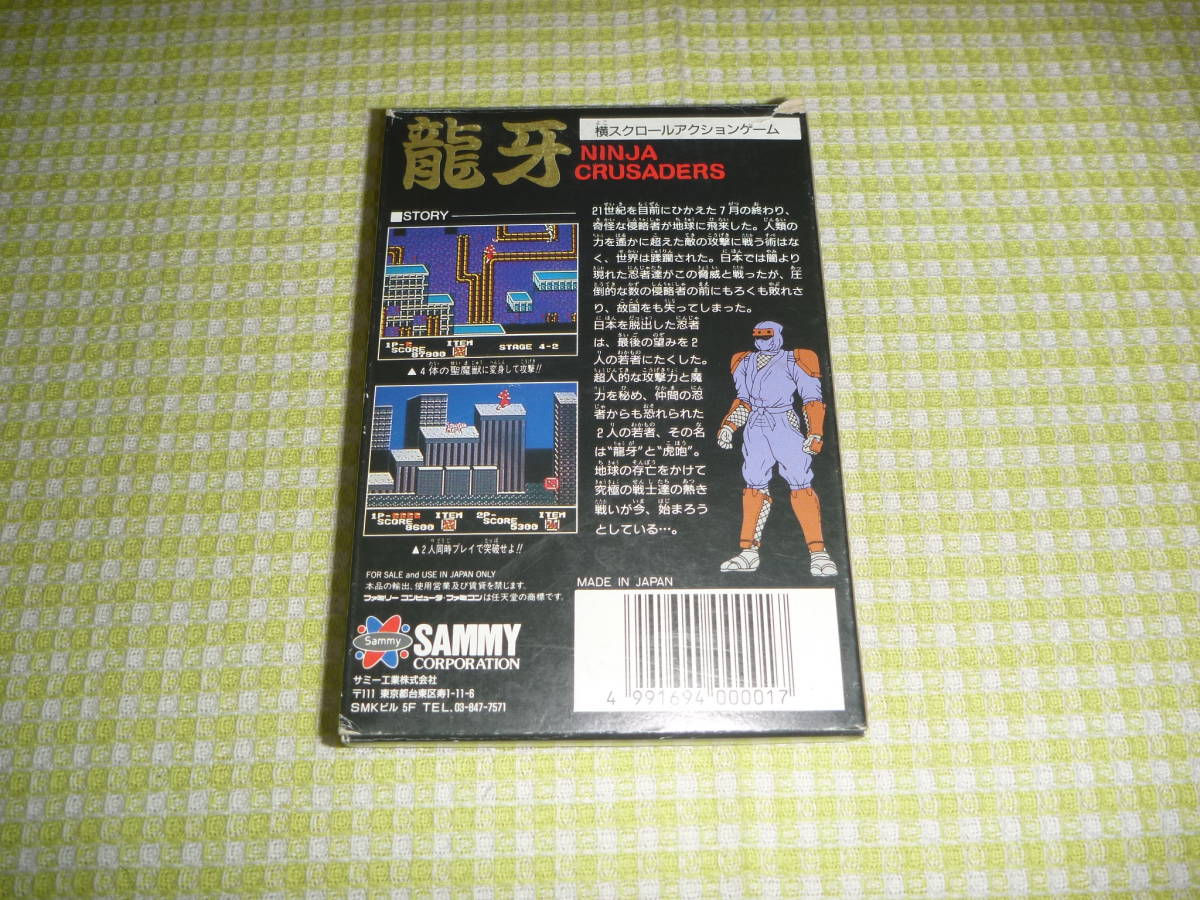 龍牙
横スクロールアクションゲーム
NINJA
CRUSADERS
■STORY
21世紀を目前にひかえた7月の終わり、
奇怪な侵略者が地球に飛来した。人類の
力を遙かに超えた敵の攻撃に戦う術はな
く、世界は蹂躙された。日本では闇より
現れた忍者達がこの脅威と戦ったが、圧
倒的な数の侵略者の前にもろくも敗れさ
り、故国をも失ってしまった。
日本を脱出した忍者
は、最後の望みを2
人の若者にたくした。
超人的な攻撃力と魔
力を秘め、仲間の忍
者からも恐れられた
2人の若者、その名
は“龍牙”と“虎咆”。
地球の存亡をかけて
究極の戦士達の熱き
戦いが今、始まろう
としている…。
1P- ITEM
SCORE
87900 STAGE 4-2
▲4体の聖魔獣に変身して攻撃!!
1P- ITEM 2P- ITEM
SCORE SCORE
8600 5300
▲2人同時プレイで突破せよ!!
FOR SALE and USE IN JAPAN ONLY
本品の輸出、使用営業及び賃貸を禁じます。
ファミリーコンピュータ・ファミコンは任天堂の商標です。
Sammy
SAMMY
CORPORATION
サミー工業株式会社
〒111 東京都台東区寿1-11-6
SMKビル 5F TEL.03-847-7571
MADE IN JAPAN
4 991694 000017